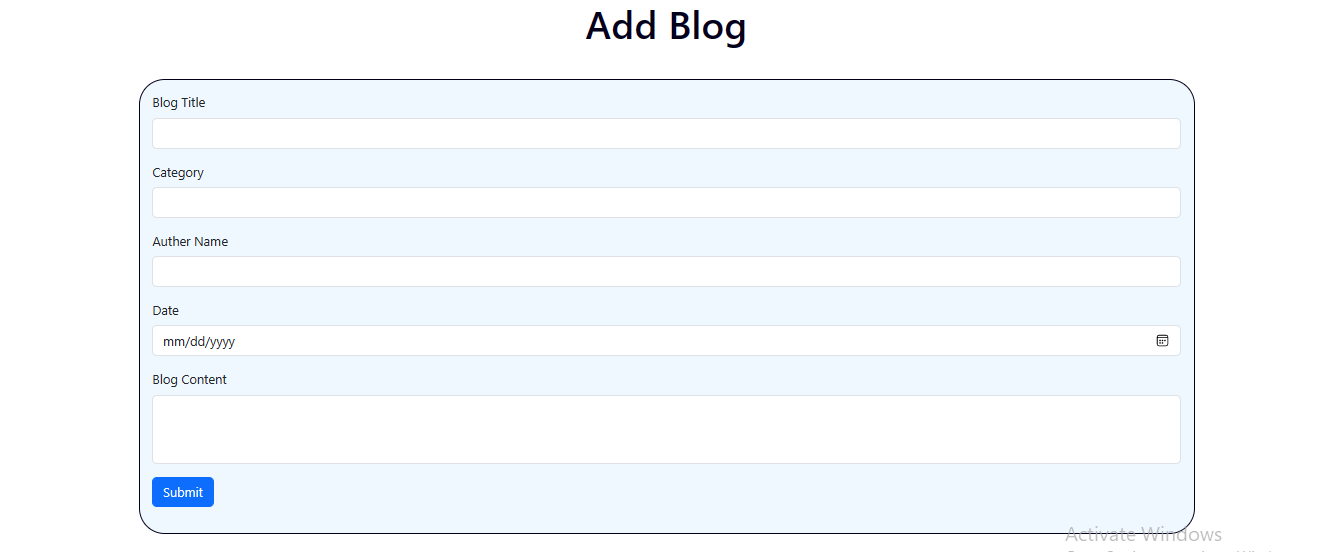 Add Blog
Blog Title
Category
Auther Name
Date
mm/dd/yyyy
Blog Content
Submit
Activate Windows